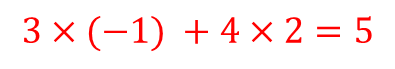 3 × (−1) + 4 × 2 = 5